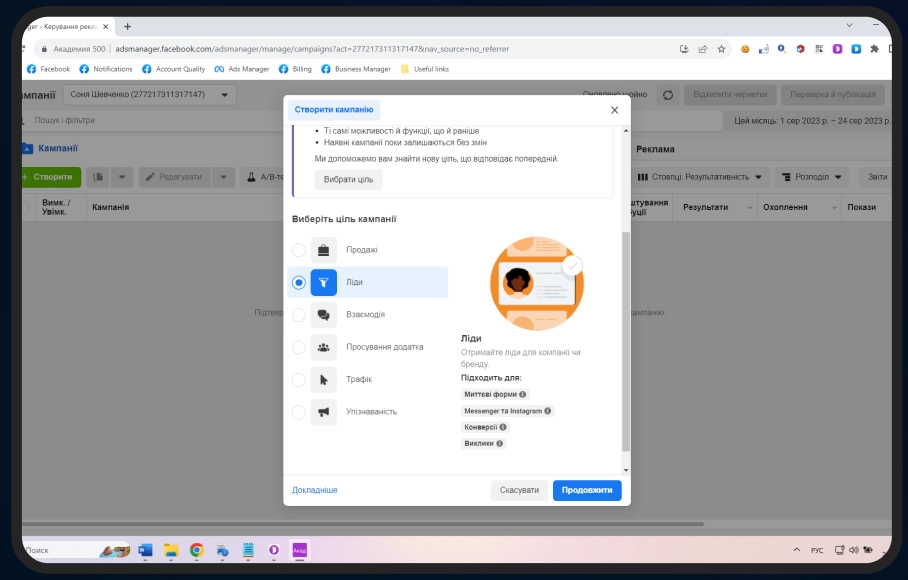 ger - Керування рекл
Академия 500 adsmanager.facebook.com/adsmanager/manage/campaigns?act=277217311317147&nav_source=no_referrer
Facebook Notifications Account Quality Ads Manager Billing Business Manager Useful links
мпанії Соня Шевченко (277217311317147) Оновлено щойно Відхилити чернетки Перевірка й публікація
Пошук і фільтри Цей місяць: 1 сер 2023 р. – 24 сер 2023 р.
Кампанії Реклама
+ Створити Редагувати А/В-те Стовпці: Результативність Розподіл Звіти
Вимк. / Увімк. Кампанія штування уції Результати Охоплення Покази
Підтвер кампанію.
Створити кампанію
Ті самі можливості й функції, що й раніше
Наявні кампанії поки залишаються без змін
Ми допоможемо вам знайти нову ціль, що відповідає попередній.
Вибрати ціль
Виберіть ціль кампанії
Продажі
Ліди
Взаємодія
Просування додатка
Трафік
Упізнаваність
Ліди
Отримайте ліди для компанії чи
бренду.
Підходить для:
Миттєві форми
Messenger та Instagram
Конверсії
Виклики
Докладніше Скасувати Продовжити
Поиск Акад РУС